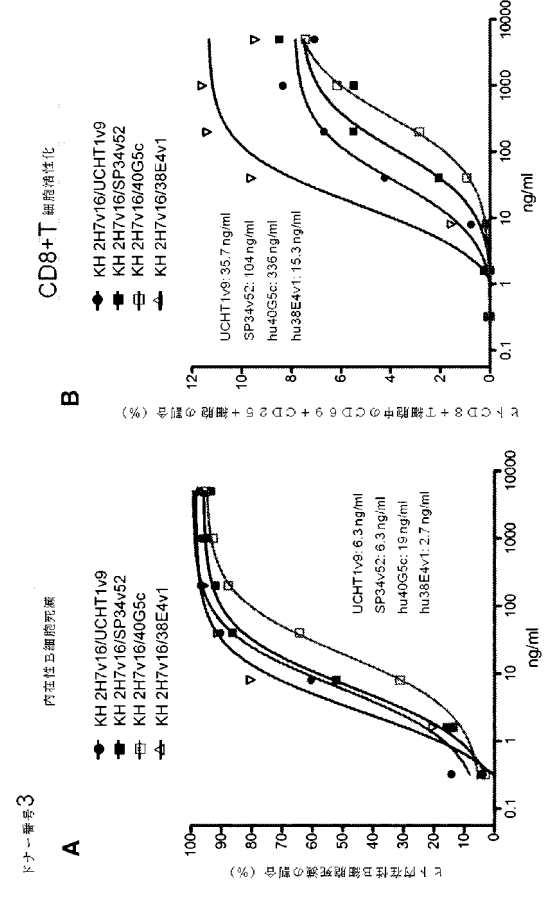 ドナー番号3
A
内在性B細胞死滅
KH 2H7v16/UCHT1v9
KH 2H7v16/SP34v52
KH 2H7v16/40G5c
KH 2H7v16/38E4v1
ヒト内在性B細胞死滅の割合 (%)
100
90
80
70
60
50
40
30
20
10
0
UCHT1v9: 6.3 ng/ml
SP34v52: 6.3 ng/ml
hu40G5c: 19 ng/ml
hu38E4v1: 2.7 ng/ml
0.1
1
10
100
1000
10000
ng/ml
B
CD8+T 細胞活性化
KH 2H7v16/UCHT1v9
KH 2H7v16/SP34v52
KH 2H7v16/40G5c
KH 2H7v16/38E4v1
ヒトCD8+T細胞中のCD69+CD25+細胞の割合 (%)
12
10
8
6
4
2
0
UCHT1v9: 35.7 ng/ml
SP34v52: 104 ng/ml
hu40G5c: 336 ng/ml
hu38E4v1: 15.3 ng/ml
0.1
1
10
100
1000
10000
ng/ml